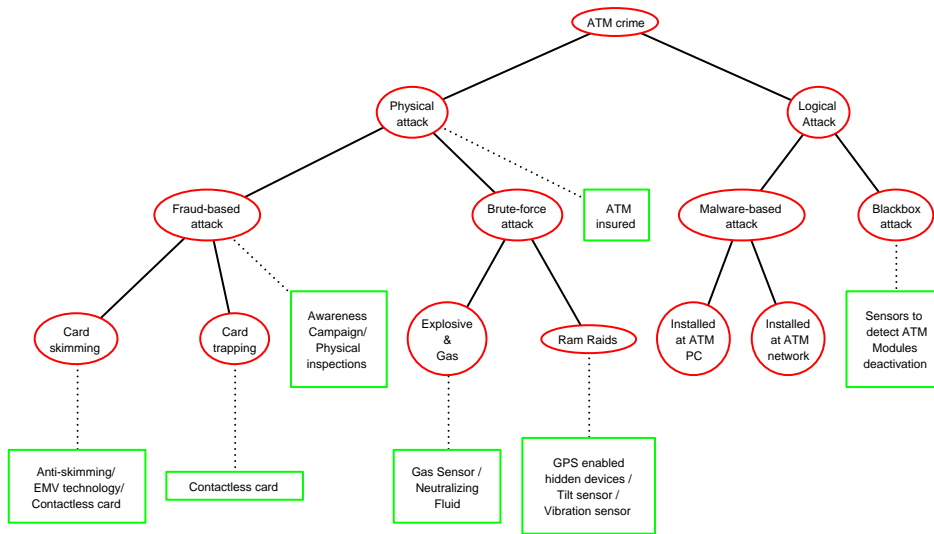 ATM crime
Physical
attack
Logical
Attack
Fraud-based
attack
Brute-force
attack
ATM
insured
Malware-based
attack
Blackbox
attack
Card
skimming
Card
trapping
Awareness
Campaign/
Physical
inspections
Explosive
&
Gas
Ram Raids
Installed
at ATM
PC
Installed
at ATM
network
Sensors to
detect ATM
Modules
deactivation
Anti-skimming/
EMV technology/
Contactless card
Contactless card
Gas Sensor /
Neutralizing
Fluid
GPS enabled
hidden devices /
Tilt sensor /
Vibration sensor